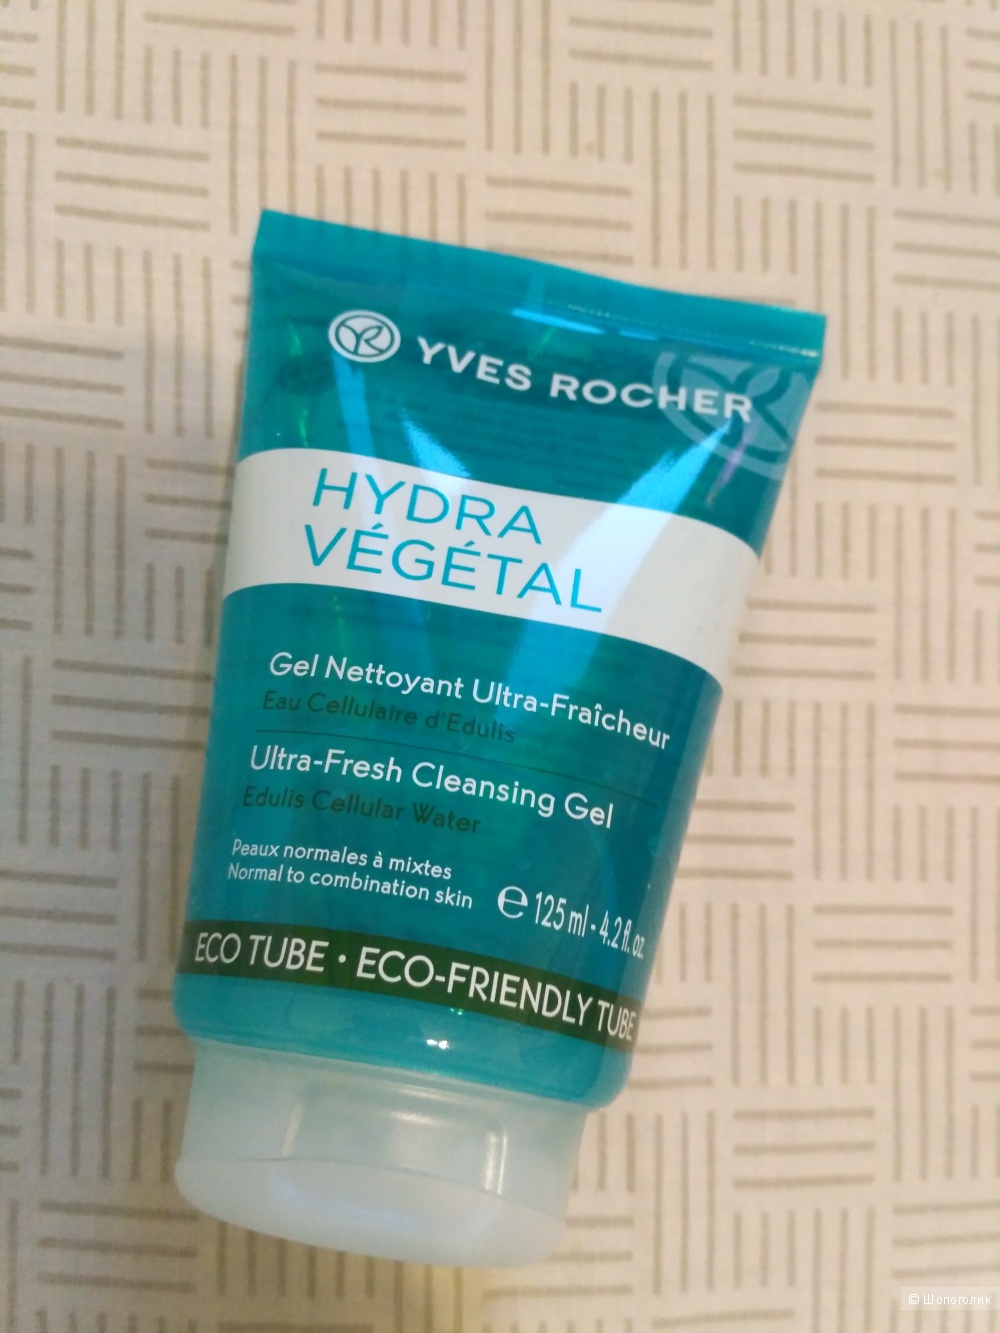 YVES ROCHER
HYDRA
VÉGÉTAL
Gel Nettoyant Ultra-Fraîcheur
Eau Cellulaire d'Edulis
Ultra-Fresh Cleansing Gel
Edulis Cellular Water
Peaux normales à mixtes
Normal to combination skin
℮ 125 ml - 4.2 fl. oz.
ECO TUBE • ECO-FRIENDLY TUBE
© Шопоголик